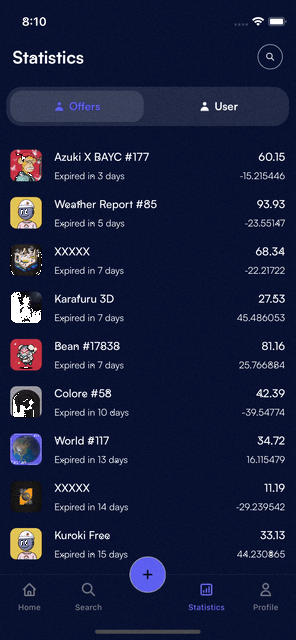 8:10
Statistics
Offers
User
Azuki X BAYC #177
60.15
Expired in 3 days
-15.215446
Weather Report #85
93.93
Expired in 5 days
-23.55147
XXXXX
68.34
Expired in 7 days
-22.21722
Karafuru 3D
27.53
Expired in 7 days
45.486053
Bean #17838
81.16
Expired in 7 days
25.766884
Colore #58
42.39
Expired in 10 days
-39.54774
World #117
34.72
Expired in 13 days
16.115479
XXXXX
11.19
Expired in 14 days
-29.239542
Kuroki Free
33.13
Expired in 15 days
44.230865
Home
Search
Statistics
Profile